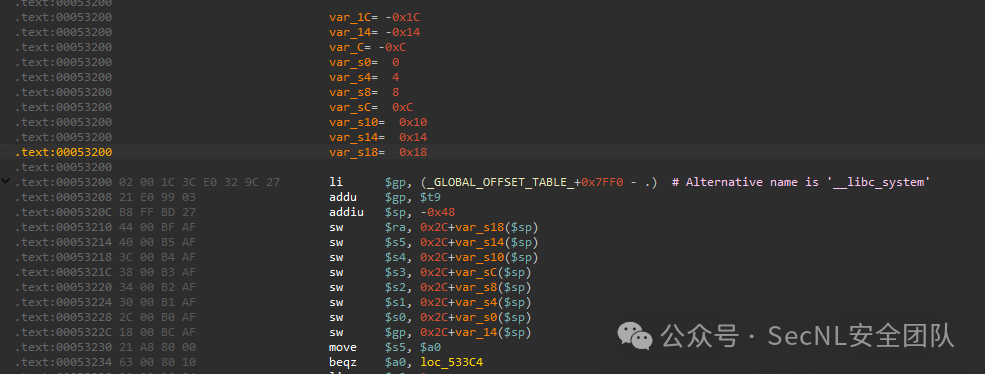 .text:00053200
.text:00053200 var_1C= -0x1C
.text:00053200 var_14= -0x14
.text:00053200 var_C= -0xC
.text:00053200 var_s0= 0
.text:00053200 var_s4= 4
.text:00053200 var_s8= 8
.text:00053200 var_sC= 0xC
.text:00053200 var_s10= 0x10
.text:00053200 var_s14= 0x14
.text:00053200 var_s18= 0x18
.text:00053200
.text:00053200 02 00 1C 3C E0 32 9C 27 li $gp, (_GLOBAL_OFFSET_TABLE_+0x7FF0 - .) # Alternative name is '__libc_system'
.text:00053208 21 E0 99 03 addu $gp, $t9
.text:0005320C B8 FF BD 27 addiu $sp, -0x48
.text:00053210 44 00 BF AF sw $ra, 0x2C+var_s18($sp)
.text:00053214 40 00 B5 AF sw $s5, 0x2C+var_s14($sp)
.text:00053218 3C 00 B4 AF sw $s4, 0x2C+var_s10($sp)
.text:0005321C 38 00 B3 AF sw $s3, 0x2C+var_sC($sp)
.text:00053220 34 00 B2 AF sw $s2, 0x2C+var_s8($sp)
.text:00053224 30 00 B1 AF sw $s1, 0x2C+var_s4($sp)
.text:00053228 2C 00 B0 AF sw $s0, 0x2C+var_s0($sp)
.text:0005322C 18 00 BC AF sw $gp, 0x2C+var_14($sp)
.text:00053230 21 A8 80 00 move $s5, $a0
.text:00053234 63 00 80 10 beqz $a0, loc_533C4
公众号 · SecNL安全团队